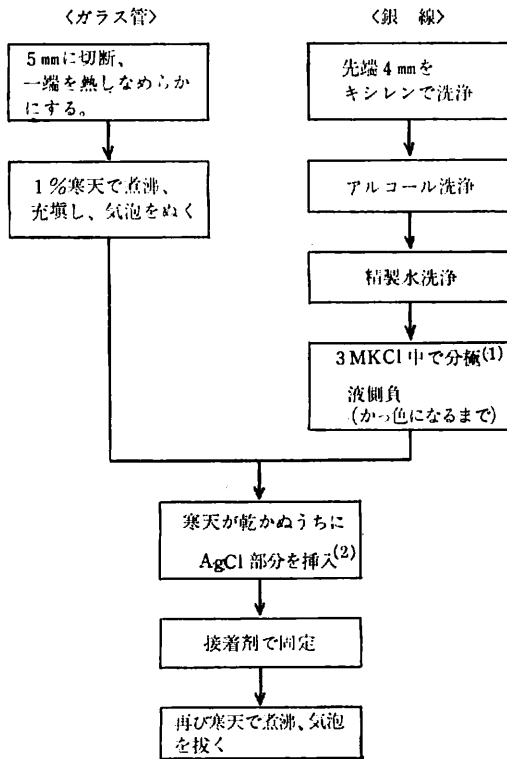 〈ガラス管〉
5㎜に切断、
一端を熱しなめらか
にする。
1%寒天で煮沸、
充塡し、気泡をぬく
〈銀 線〉
先端4㎜を
キシレンで洗浄
アルコール洗浄
精製水洗浄
3MKCl中で分極(1)
液側負
(かっ色になるまで)
寒天が乾かぬうちに
AgCl部分を挿入(2)
接着剤で固定
再び寒天で煮沸、気泡
を拔く